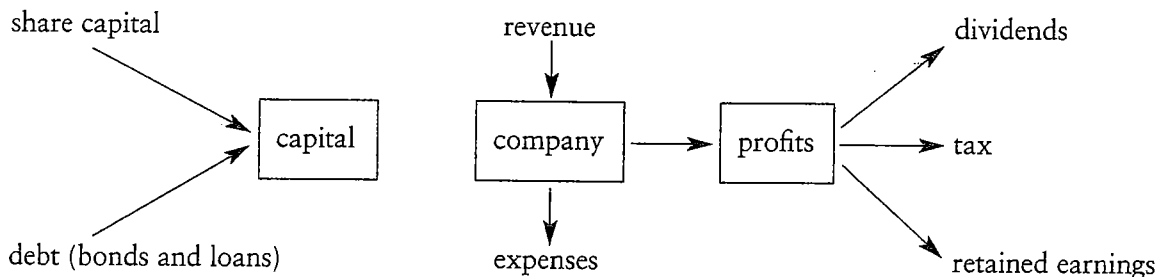 share capital
revenue
dividends
capital
company
profits
tax
debt (bonds and loans)
expenses
retained earnings